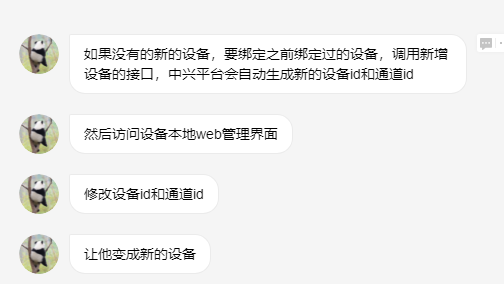 如果没有的新的设备，要绑定之前绑定过的设备，调用新增
设备的接口，中兴平台会自动生成新的设备id和通道id
然后访问设备本地web管理界面
修改设备id和通道id
让他变成新的设备